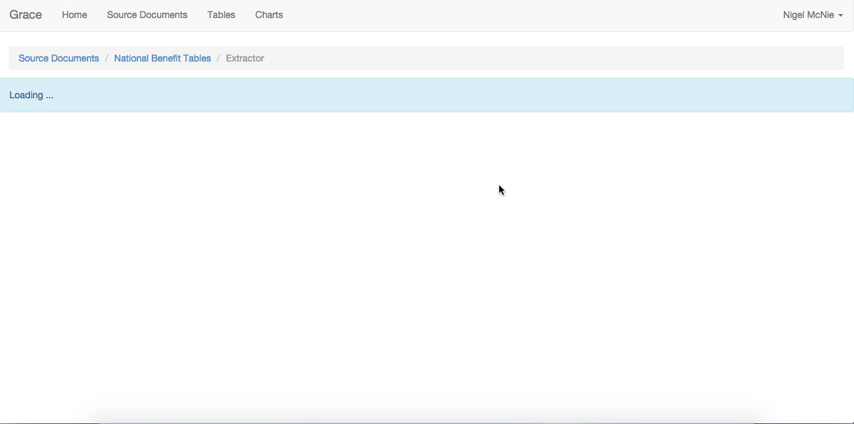 Grace Home Source Documents Tables Charts Nigel McNie
Source Documents / National Benefit Tables / Extractor
Loading ...